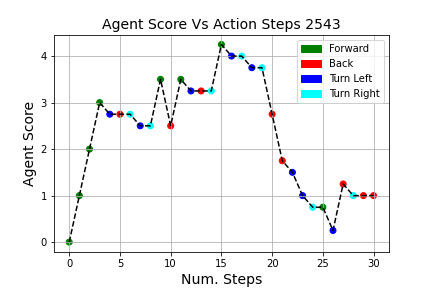 Agent Score Vs Action Steps 2543
Agent Score
4
3
2
1
0
Forward
Back
Turn Left
Turn Right
0 5 10 15 20 25 30
Num. Steps